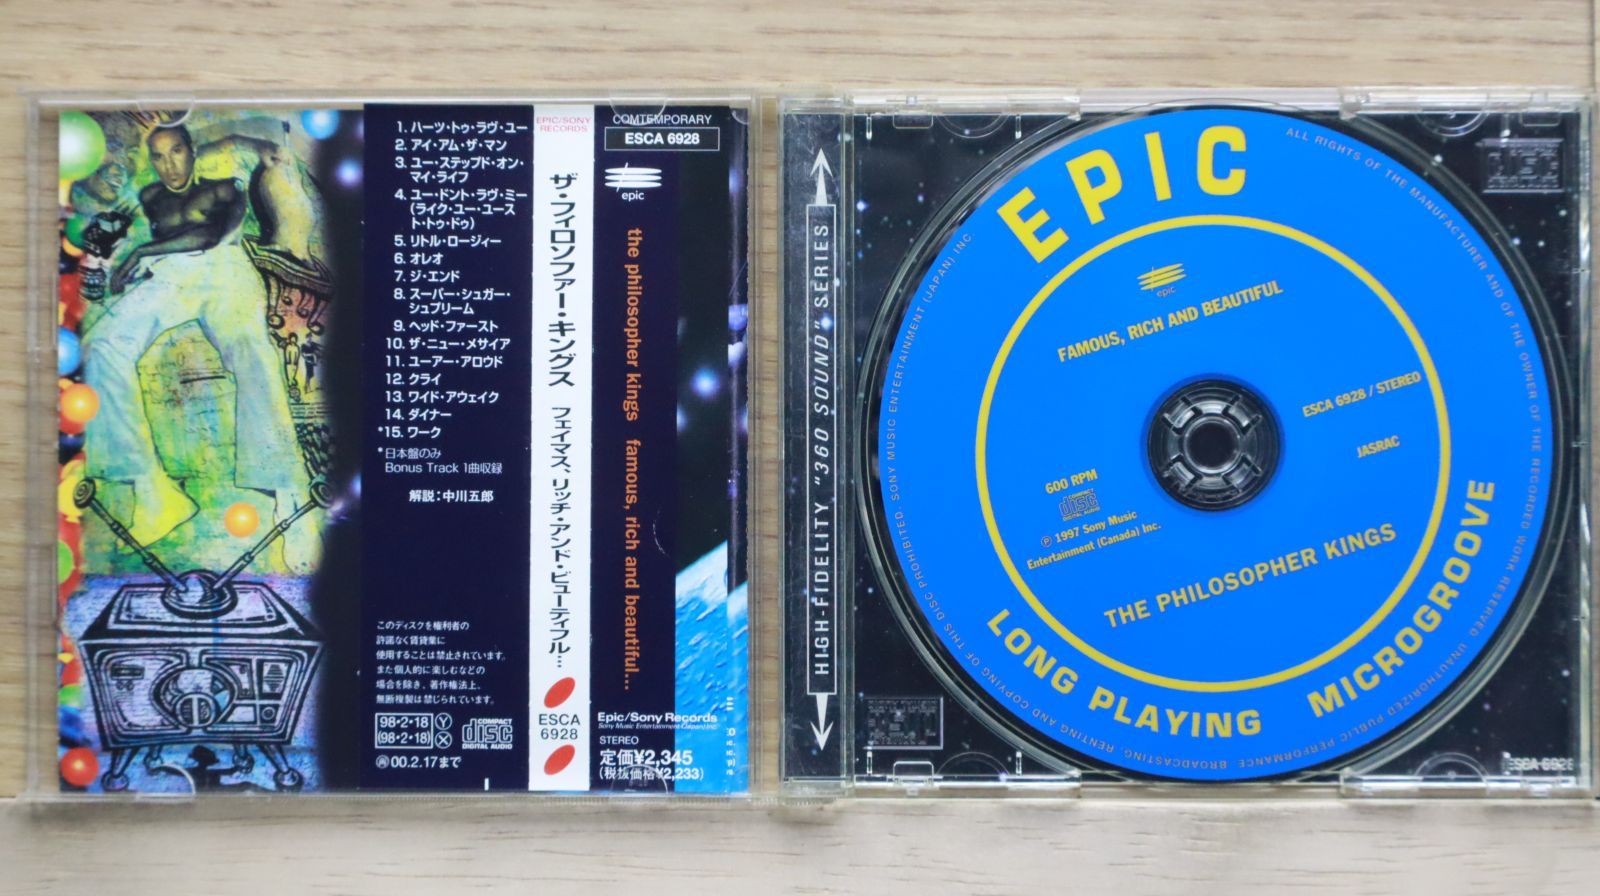 1. ハーツ・トゥ・ラヴ・ユー
2. アイ・アム・ザ・マン
3. ユー・ステップド・オン・
マイ・ライフ
4. ユー・ドント・ラヴ・ミー
(ライク・ユー・ユース
ト・トゥ・ドゥ)
5. リトル・ロージィー
6. オレオ
7. ジ・エンド
8. スーパー・シュガー・
シュプリーム
9. ヘッド・ファースト
10. ザ・ニュー・メサイア
11. ユーアー・アロウド
12. クライ
13. ワイド・アウェイク
14. ダイナー
*15. ワーク
*日本盤のみ
Bonus Track 1曲収録
解説：中川五郎
このディスクを権利者の
許諾なく賃貸業に
使用することは禁止されています。
また個人的に楽しむなどの
場合を除き、著作権法上、
無断複製は禁じられています。
98・2・18 Ⓨ
(98・2・18) Ⓧ
COMPACT
disc
DIGITAL AUDIO
00.2.17まで
EPIC/SONY
RECORDS
ザ・フィロソファー・キングス フェイマス、リッチ・アンド・ビューティフル…
ESCA
6928
COMTEMPORARY
ESCA 6928
epic
the philosopher kings famous, rich and beautiful...
Epic/Sony Records
Sony Music Entertainment (Japan) Inc.
STEREO
定価¥2,345
(税抜価格¥2,233)
HIGH-FIDELITY "360 SOUND" SERIES
EPIC
epic
FAMOUS, RICH AND BEAUTIFUL
ESCA 6928 / STEREO
JASRAC
600 RPM
COMPACT
disc
DIGITAL AUDIO
Ⓟ 1997 Sony Music
Entertainment (Canada) Inc.
THE PHILOSOPHER KINGS
LONG PLAYING MICROGROOVE
ALL RIGHTS OF THE MANUFACTURER AND OF THE OWNER OF THE RECORDED WORK RESERVED. UNAUTHORIZED PUBLIC PERFORMANCE, BROADCASTING, RENTING, AND COPYING OF THIS DISC PROHIBITED. SONY MUSIC ENTERTAINMENT (JAPAN) INC
ESCA 6928